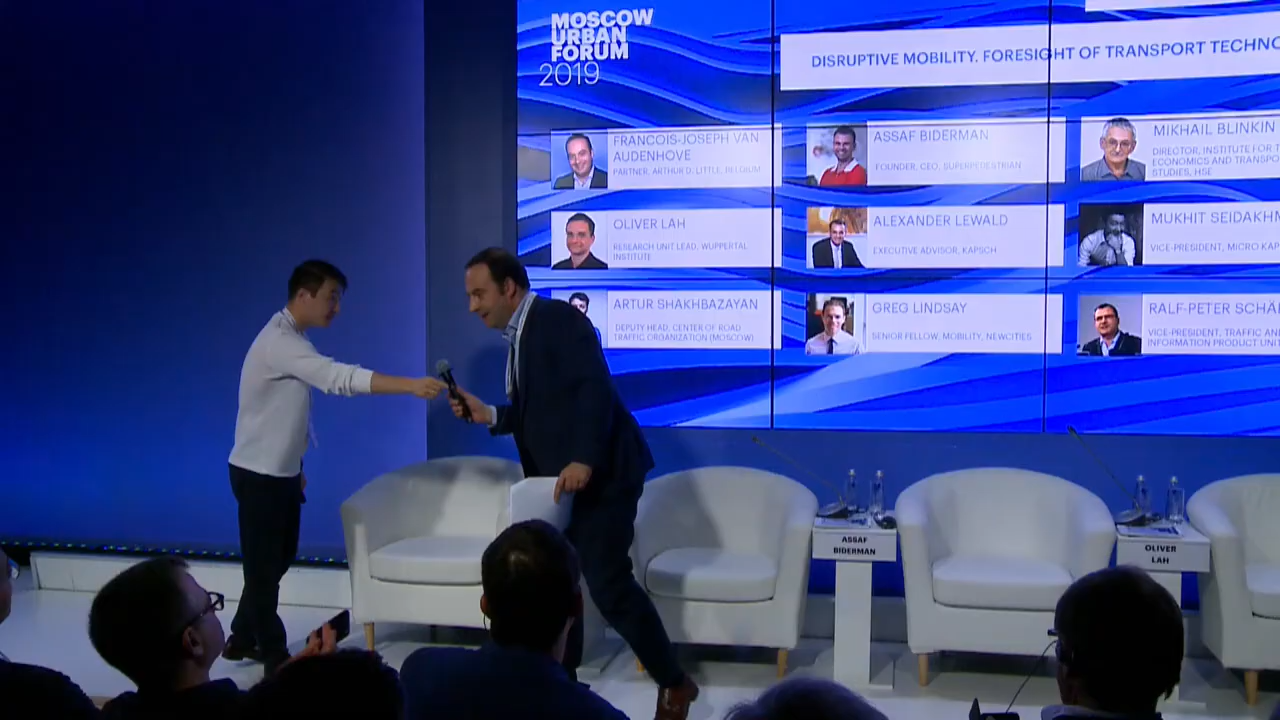 MOSCOW
URBAN
FORUM
2019
DISRUPTIVE MOBILITY. FORESIGHT OF TRANSPORT TECHNO
FRANCOIS-JOSEPH VAN
AUDENHOVE
PARTNER, ARTHUR D. LITTLE, BELGIUM
ASSAF BIDERMAN
FOUNDER, CEO, SUPERPEDESTRIAN
MIKHAIL BLINKIN
DIRECTOR, INSTITUTE FOR T
ECONOMICS AND TRANSPO
STUDIES, HSE
OLIVER LAH
RESEARCH UNIT LEAD, WUPPERTAL
INSTITUTE
ALEXANDER LEWALD
EXECUTIVE ADVISOR, KAPSCH
MUKHIT SEIDAKHM
VICE-PRESIDENT, MICRO KAP
ARTUR SHAKHBAZAYAN
DEPUTY HEAD, CENTER OF ROAD
TRAFFIC ORGANIZATION (MOSCOW)
GREG LINDSAY
SENIOR FELLOW, MOBILITY, NEWCITIES
RALF-PETER SCHÄ
VICE-PRESIDENT, TRAFFIC AN
INFORMATION PRODUCT UNIT
ASSAF
BIDERMAN
OLIVER
LAH